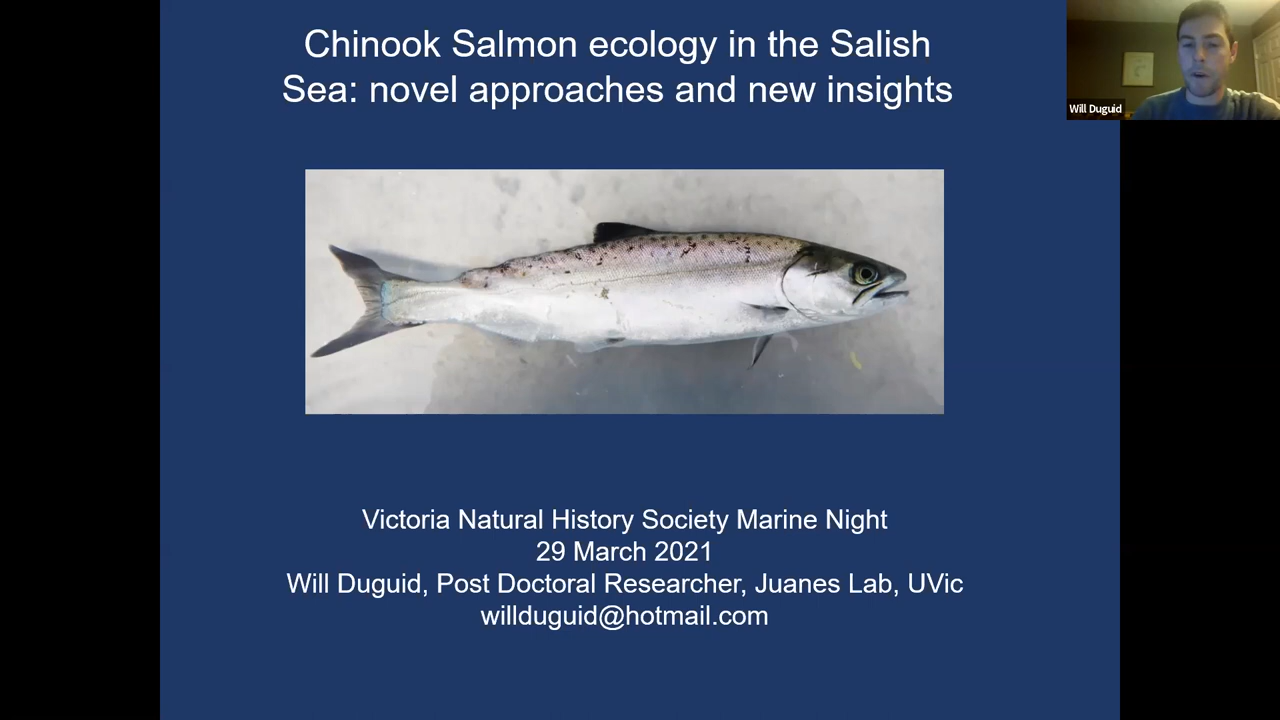 Chinook Salmon ecology in the Salish
Sea: novel approaches and new insights
Will Duguid
Victoria Natural History Society Marine Night
29 March 2021
Will Duguid, Post Doctoral Researcher, Juanes Lab, UVic
willduguid@hotmail.com